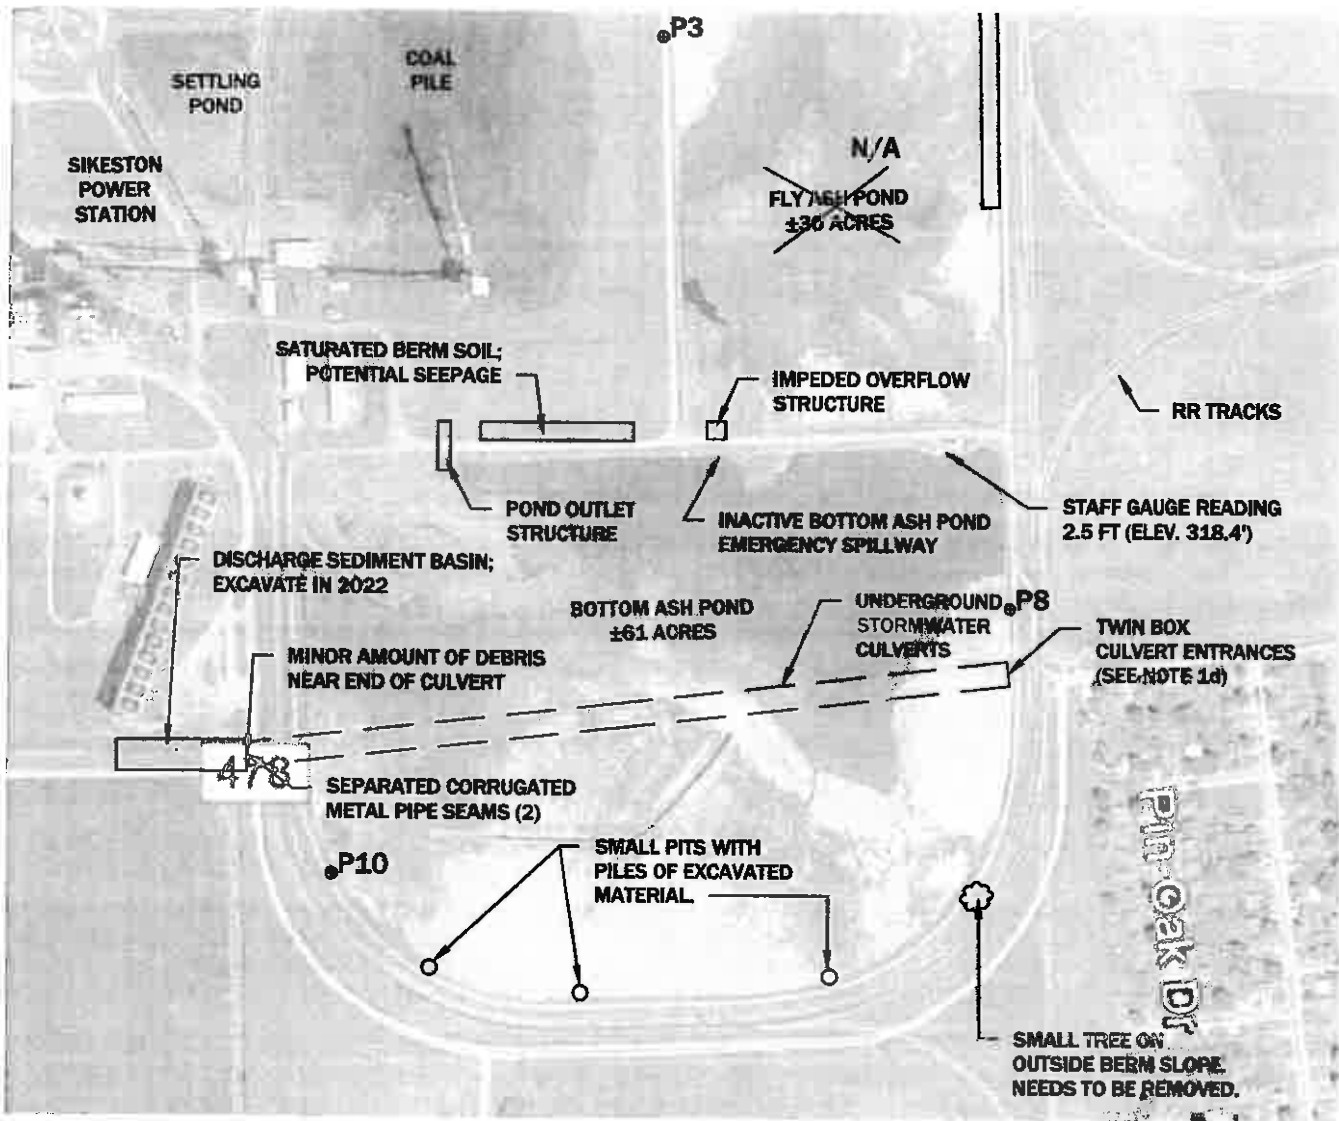 P3
COAL
PILE
SETTLING
POND
N/A
SIKESTON
POWER
STATION
FLY ASH POND
±30 ACRES
SATURATED BERM SOIL;
POTENTIAL SEEPAGE
IMPEDED OVERFLOW
STRUCTURE
RR TRACKS
POND OUTLET
STRUCTURE
INACTIVE BOTTOM ASH POND
EMERGENCY SPILLWAY
STAFF GAUGE READING
2.5 FT (ELEV. 318.4')
DISCHARGE SEDIMENT BASIN;
EXCAVATE IN 2022
BOTTOM ASH POND
±61 ACRES
UNDERGROUND
STORMWATER
CULVERTS
P8
TWIN BOX
CULVERT ENTRANCES
(SEE NOTE 1d)
MINOR AMOUNT OF DEBRIS
NEAR END OF CULVERT
478
SEPARATED CORRUGATED
METAL PIPE SEAMS (2)
P10
SMALL PITS WITH
PILES OF EXCAVATED
MATERIAL.
Pin Oak Dr
SMALL TREE ON
OUTSIDE BERM SLOPE.
NEEDS TO BE REMOVED.